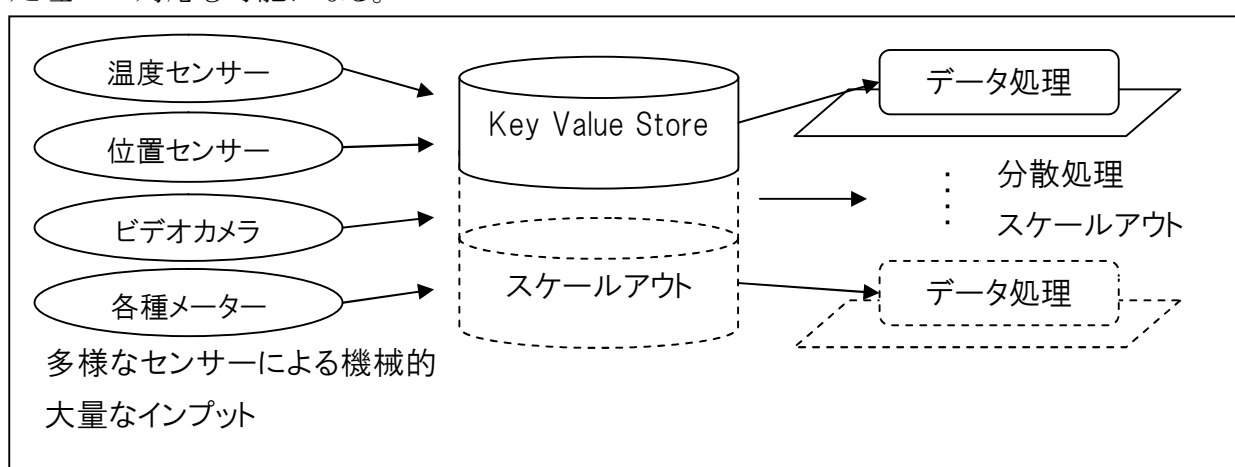 温度センサー
位置センサー
ビデオカメラ
各種メーター
多様なセンサーによる機械的
大量なインプット
Key Value Store
スケールアウト
データ処理
分散処理
スケールアウト
データ処理